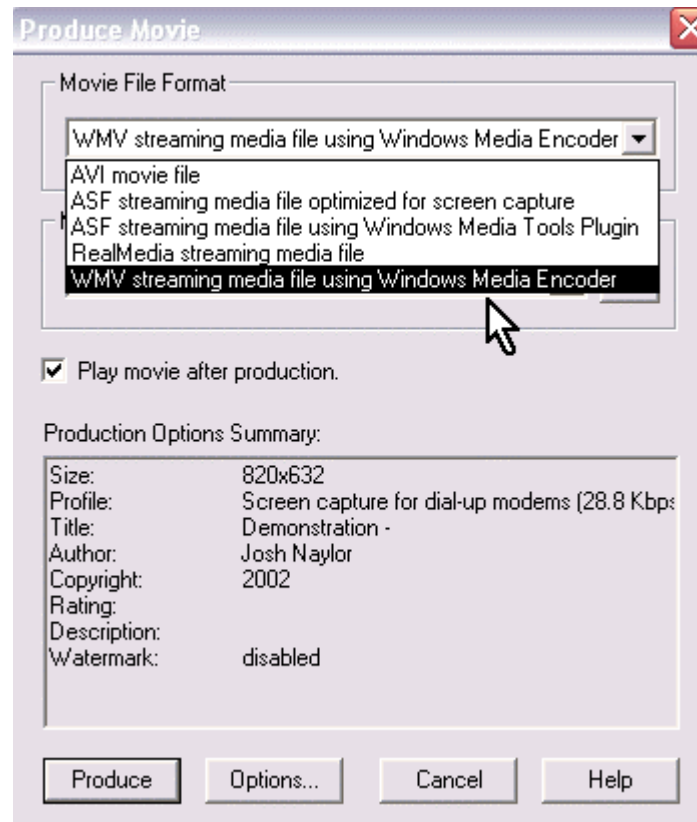 Produce Movie
Movie File Format
WMV streaming media file using Windows Media Encoder
AVI movie file
ASF streaming media file optimized for screen capture
ASF streaming media file using Windows Media Tools Plugin
RealMedia streaming media file
WMV streaming media file using Windows Media Encoder
Play movie after production.
Production Options Summary:
Size: 820x632
Profile: Screen capture for dial-up modems (28.8 Kbps
Title: Demonstration -
Author: Josh Naylor
Copyright: 2002
Rating:
Description:
Watermark: disabled
Produce Options... Cancel Help